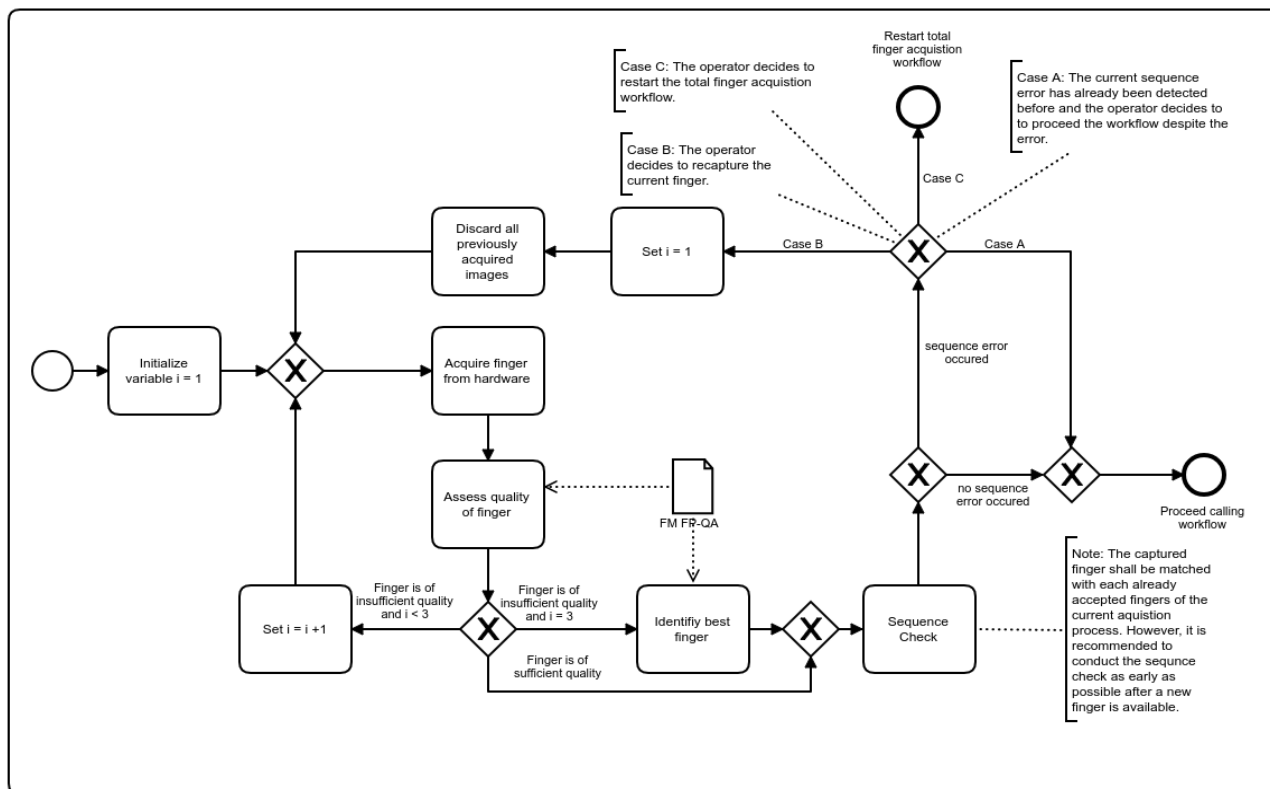 Restart total
finger acquistion
workflow
Case C: The operator decides to
restart the total finger acquistion
workflow.
Case A: The current sequence
error has already been detected
before and the operator decides to
to proceed the workflow despite the
error.
Case B: The operator
decides to recapture the
current finger.
Case C
Discard all
previously
acquired
images
Set i = 1
Case B
X
Case A
Initialize
variable i = 1
X
Acquire finger
from hardware
sequence error
occured
Assess quality
of finger
FM FP-QA
X
no sequence
error occured
X
Proceed calling
workflow
Set i = i +1
Finger is of
insufficient quality
and i < 3
X
Finger is of
insufficient quality
and i = 3
Finger is of
sufficient quality
Identifiy best
finger
X
Sequence
Check
Note: The captured
finger shall be matched
with each already
accepted fingers of the
current aquistion
process. However, it is
recommended to
conduct the sequnce
check as early as
possible after a new
finger is available.